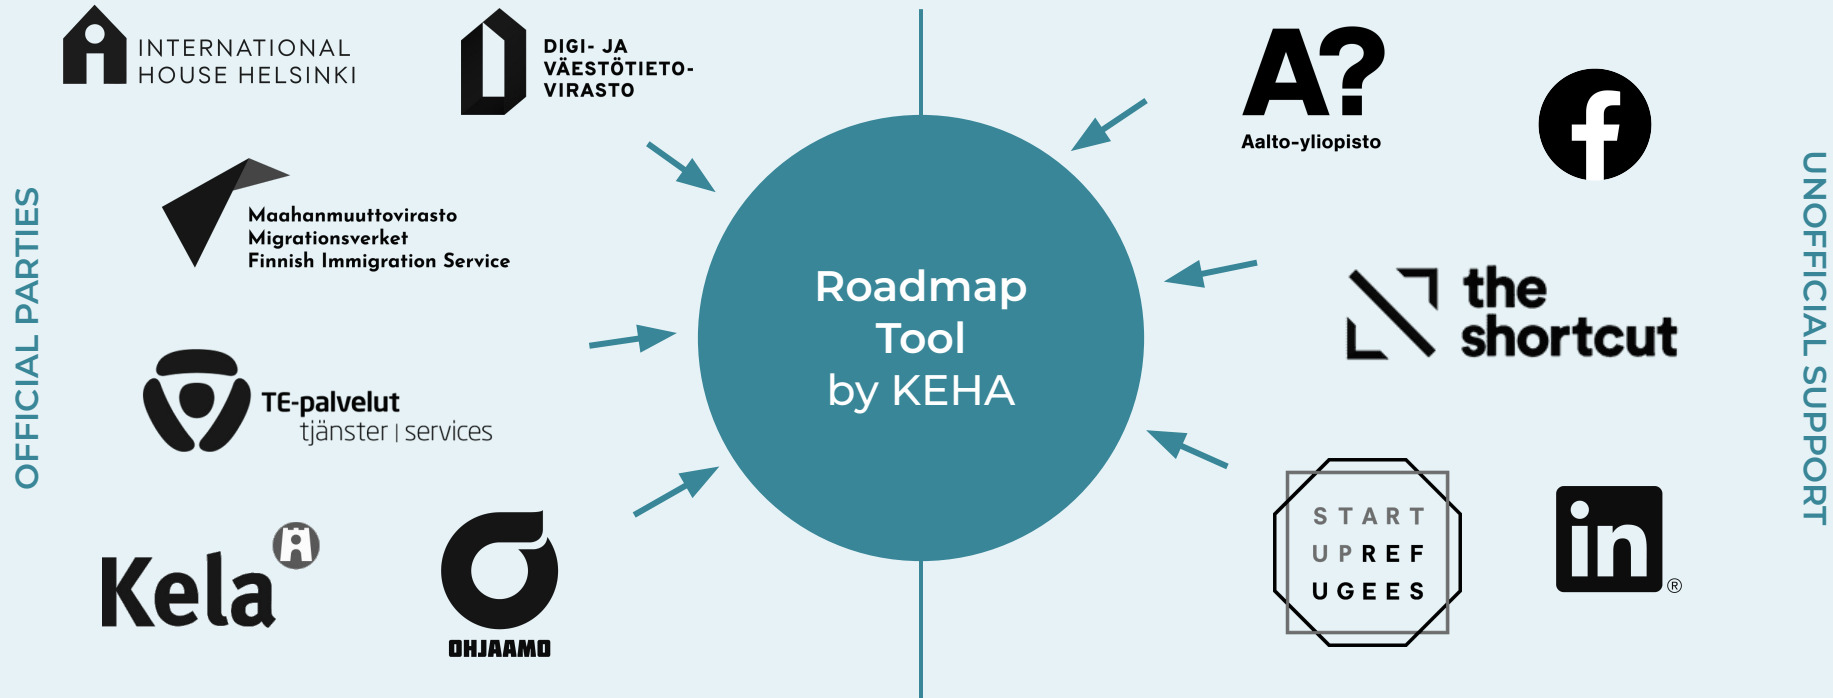 INTERNATIONAL
HOUSE HELSINKI
DIGI- JA
VÄESTÖTIETO-
VIRASTO
Maahanmuuttovirasto
Migrationsverket
Finnish Immigration Service
TE-palvelut
tjänster | services
Kela
OHJAAMO
OFFICIAL PARTIES
Roadmap
Tool
by KEHA
A?
Aalto-yliopisto
f
the
shortcut
START
UPREF
UGEES
in
®
UNOFFICIAL SUPPORT